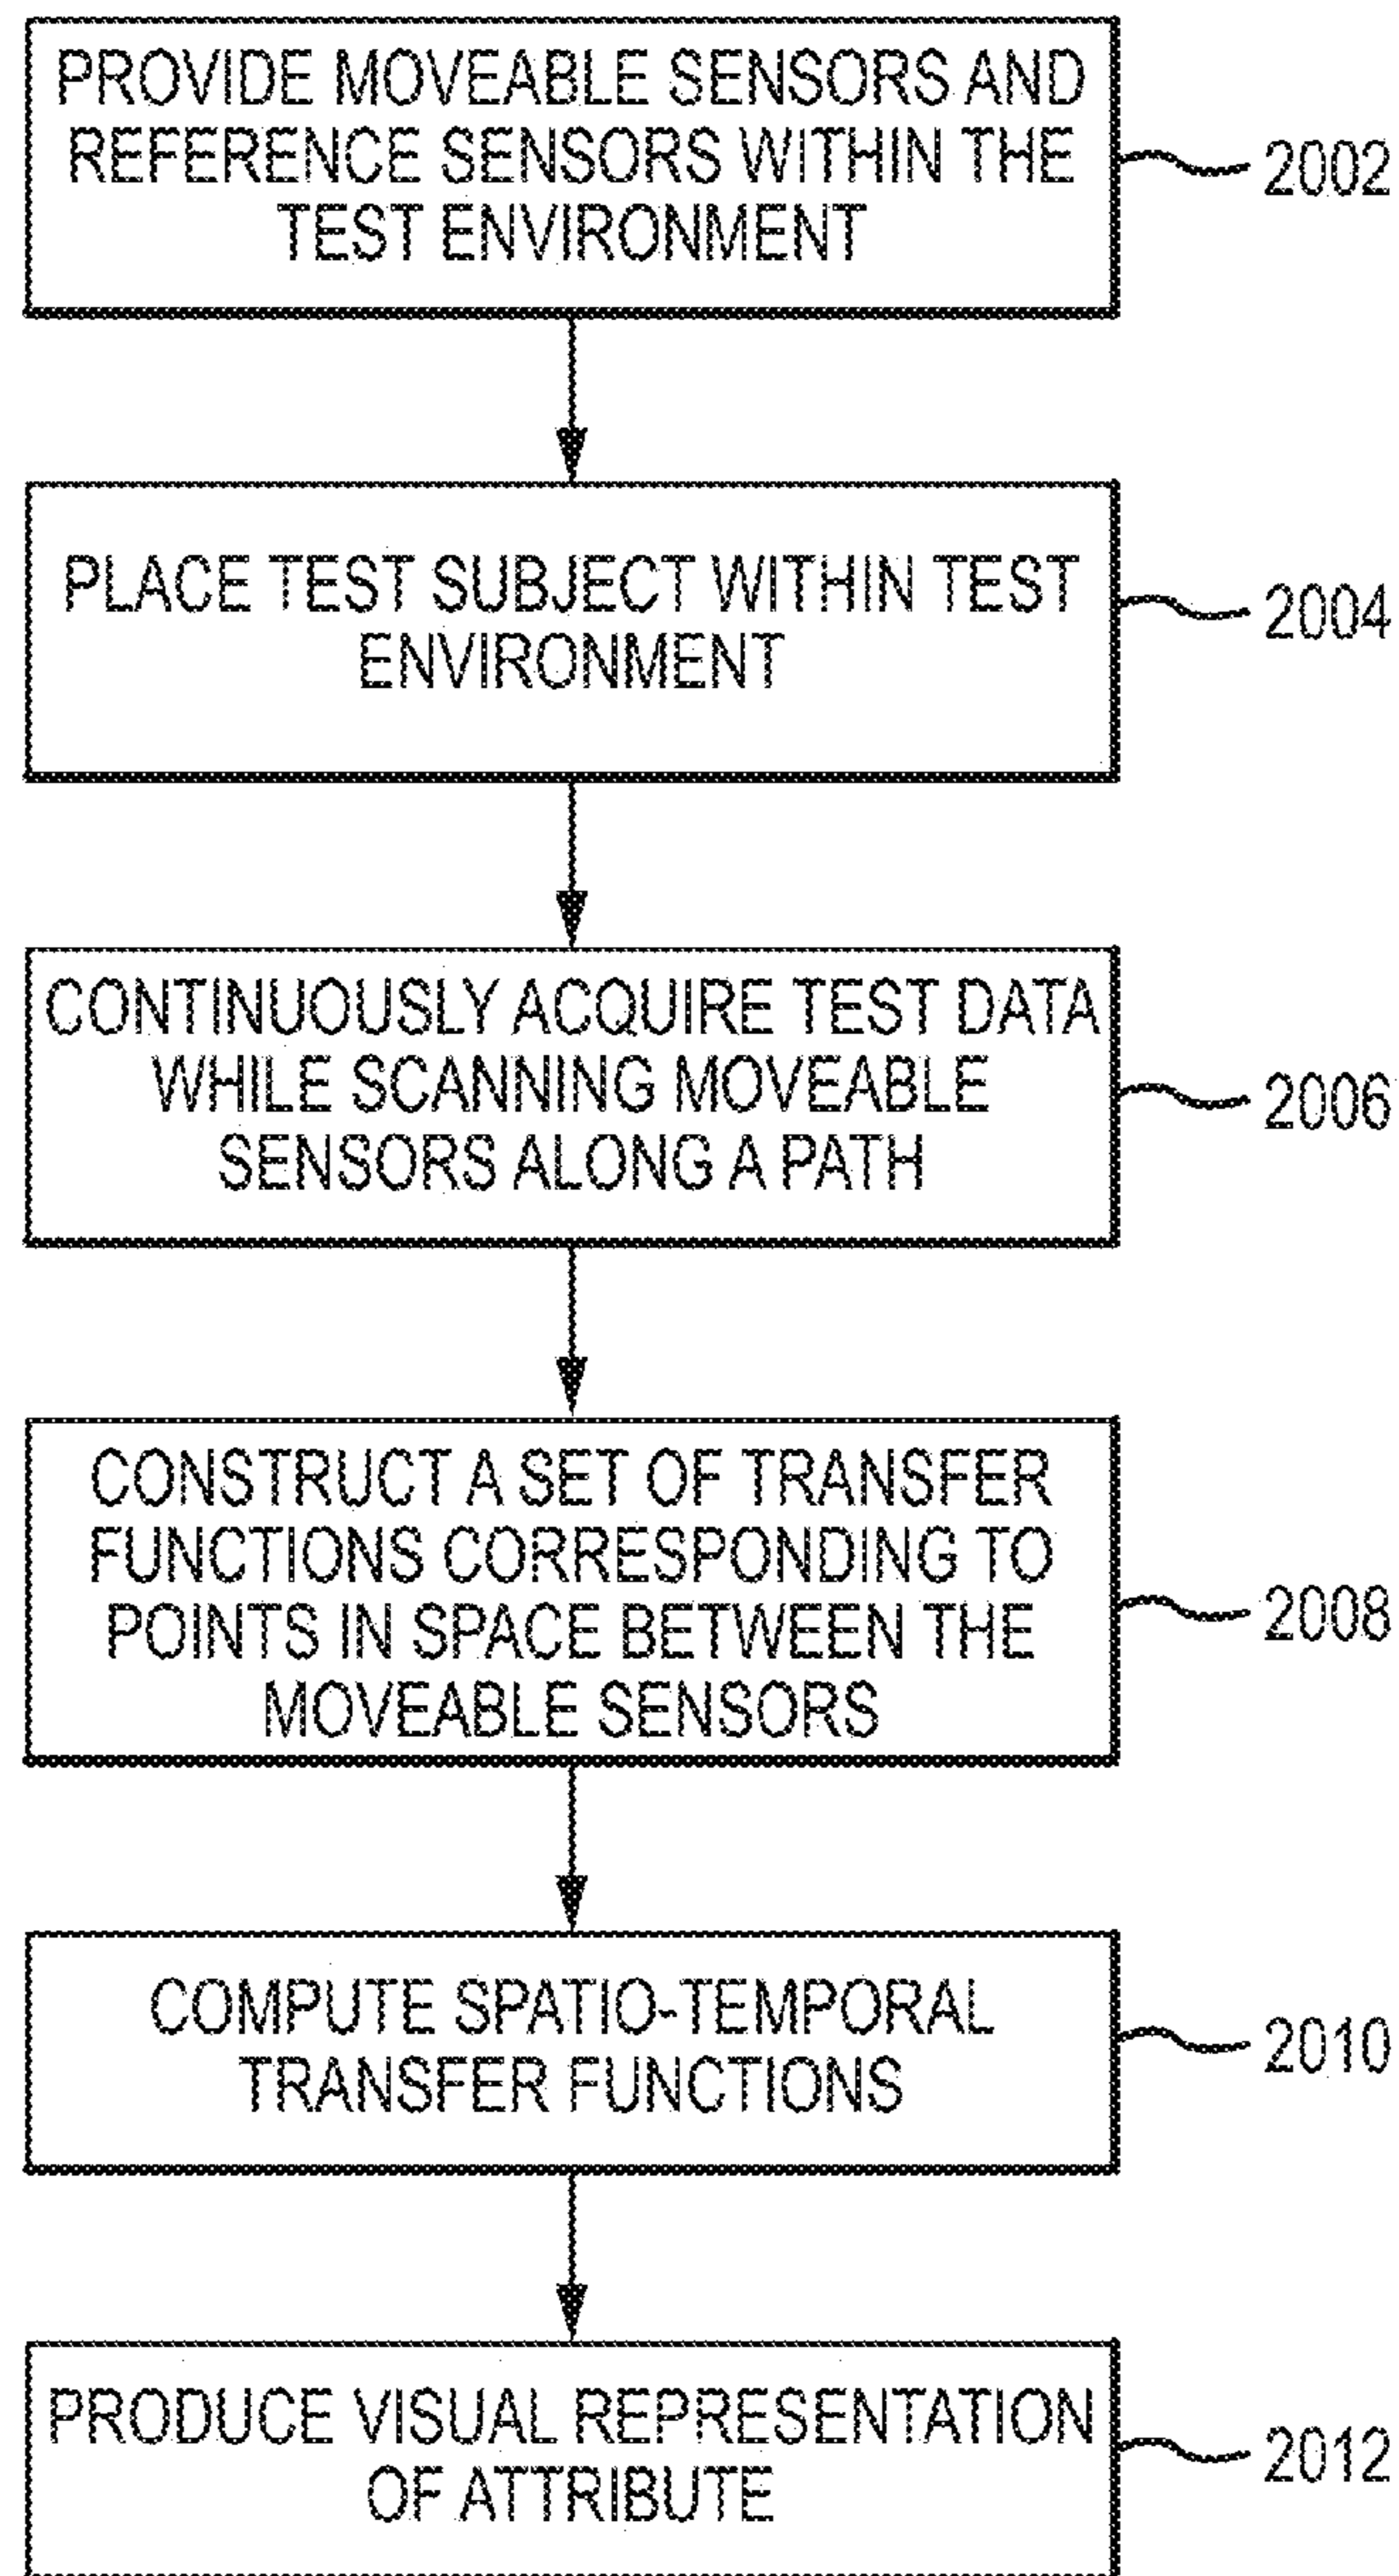 PROVIDE MOVEABLE SENSORS AND
REFERENCE SENSORS WITHIN THE
TEST ENVIRONMENT
2002
PLACE TEST SUBJECT WITHIN TEST
ENVIRONMENT
2004
CONTINUOUSLY ACQUIRE TEST DATA
WHILE SCANNING MOVEABLE
SENSORS ALONG A PATH
2006
CONSTRUCT A SET OF TRANSFER
FUNCTIONS CORRESPONDING TO
POINTS IN SPACE BETWEEN THE
MOVEABLE SENSORS
2008
COMPUTE SPATIO-TEMPORAL
TRANSFER FUNCTIONS
2010
PRODUCE VISUAL REPRESENTATION
OF ATTRIBUTE
2012